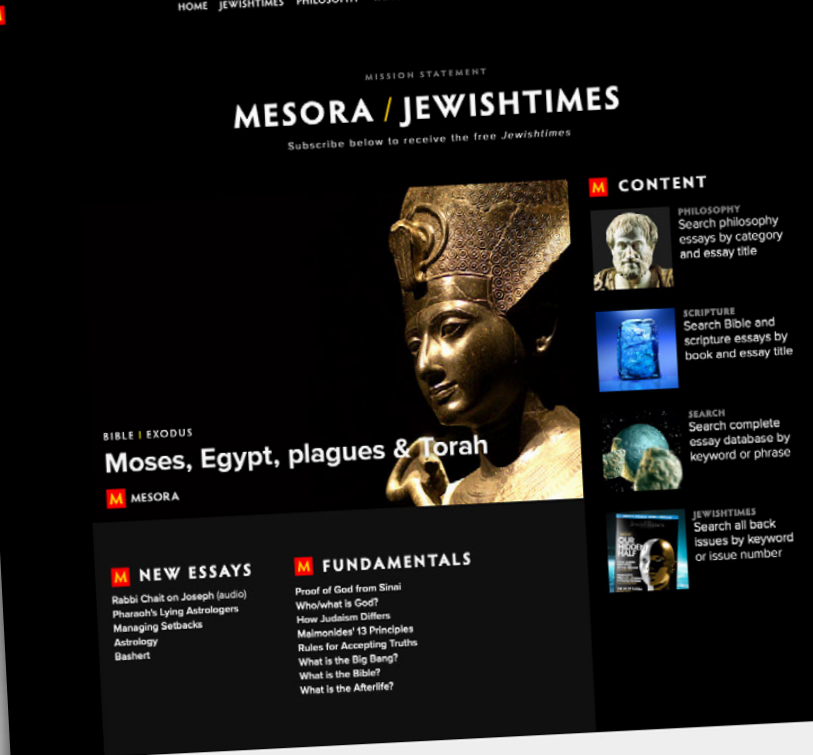 HOME JEWISHTIMES
MISSION STATEMENT
MESORA / JEWISHTIMES
Subscribe below to receive the free Jewishtimes
BIBLE | EXODUS
Moses, Egypt, plagues & Torah
M MESORA
M CONTENT
PHILOSOPHY
Search philosophy
essays by category
and essay title
SCRIPTURE
Search Bible and
scripture essays by
book and essay title
SEARCH
Search complete
essay database by
keyword or phrase
JEWISHTIMES
Search all back
issues by keyword
or issue number
OUR
HIDDEN
HALF
M NEW ESSAYS
Rabbi Chait on Joseph (audio)
Pharaoh's Lying Astrologers
Managing Setbacks
Astrology
Bashert
M FUNDAMENTALS
Proof of God from Sinai
Who/what is God?
How Judaism Differs
Maimonides' 13 Principles
Rules for Accepting Truths
What is the Big Bang?
What is the Bible?
What is the Afterlife?